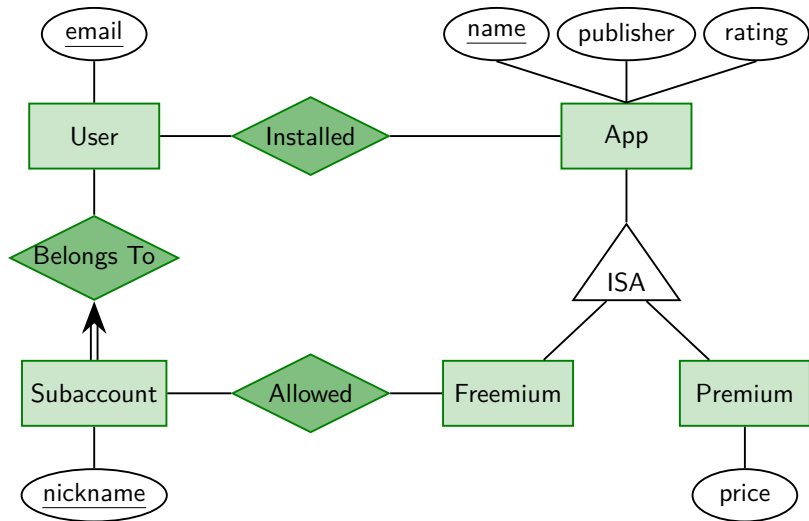 email
name
publisher
rating
User
Installed
App
Belongs To
ISA
Subaccount
Allowed
Freemium
Premium
nickname
price